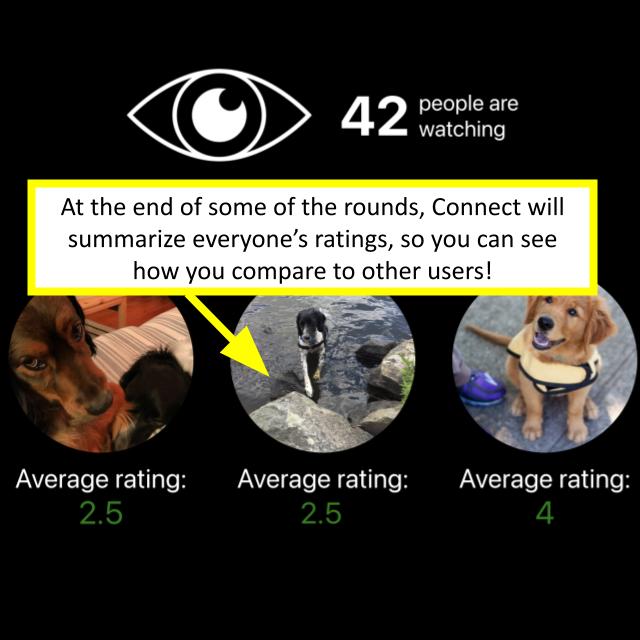 42 people are
watching
At the end of some of the rounds, Connect will
summarize everyone’s ratings, so you can see
how you compare to other users!
Average rating: Average rating: Average rating:
2.5 2.5 4